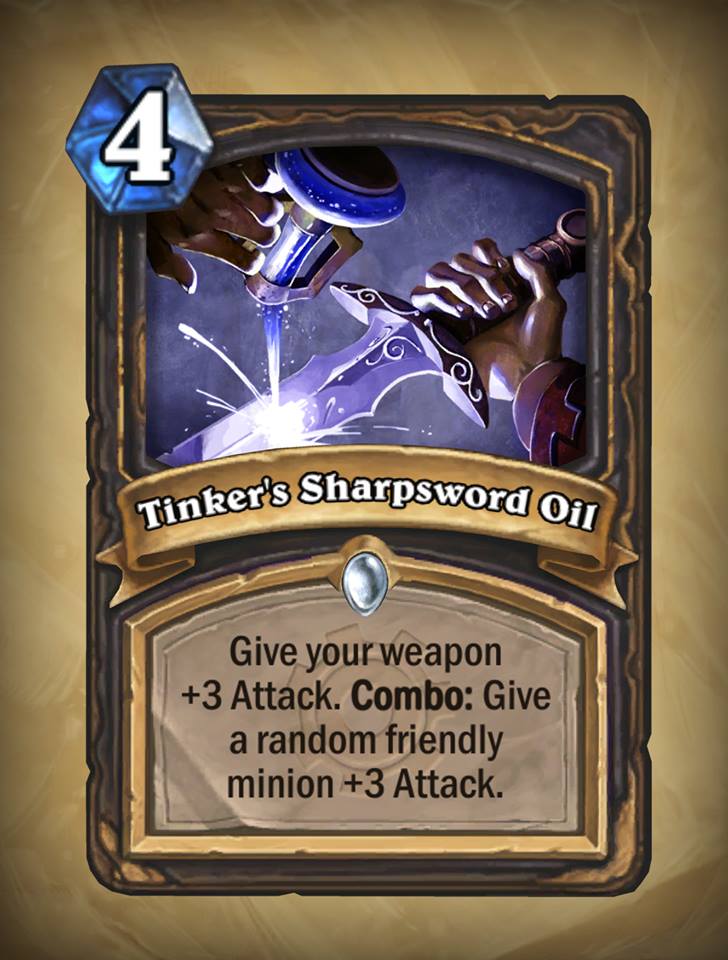 4
Tinker's Sharpsword Oil
Give your weapon
+3 Attack. Combo: Give
a random friendly
minion +3 Attack.